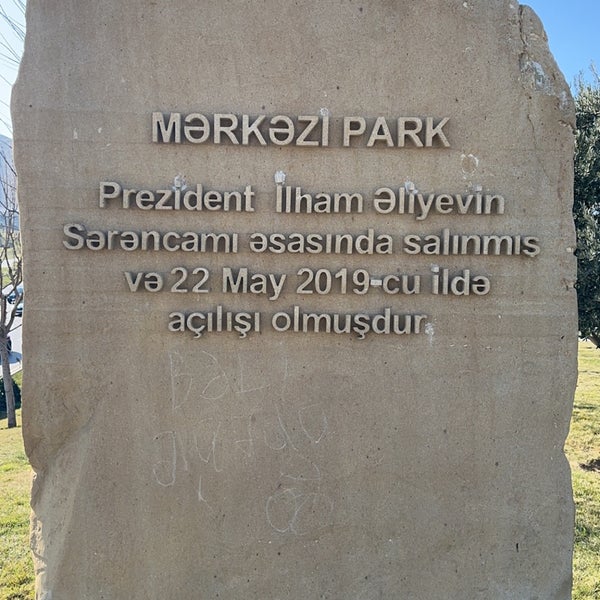 MƏRKƏZİ PARK
Prezident İlham Əliyevin
Sərəncamı əsasında salınmış
və 22 May 2019-cu ildə
açılışı olmuşdur